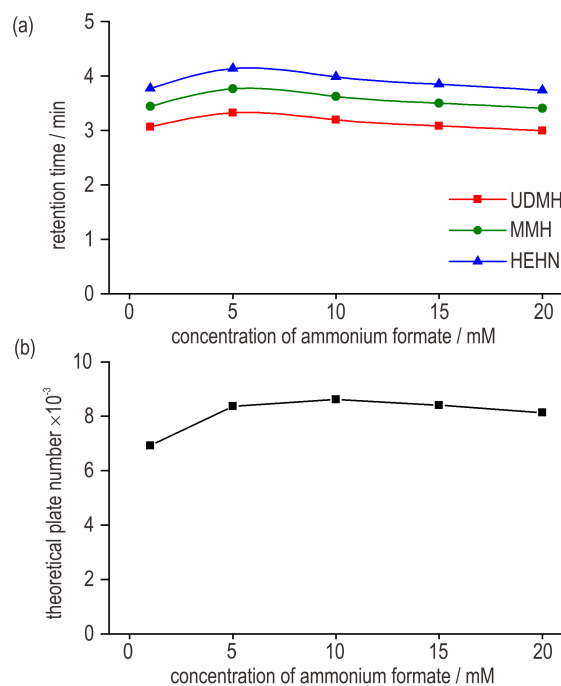 (a)
5
4
3
2
1
0
retention time / min
UDMH
MMH
HEHN
0 5 10 15 20
concentration of ammonium formate / mM
(b)
10
8
6
4
2
0
theoretical plate number ×10⁻³
0 5 10 15 20
concentration of ammonium formate / mM